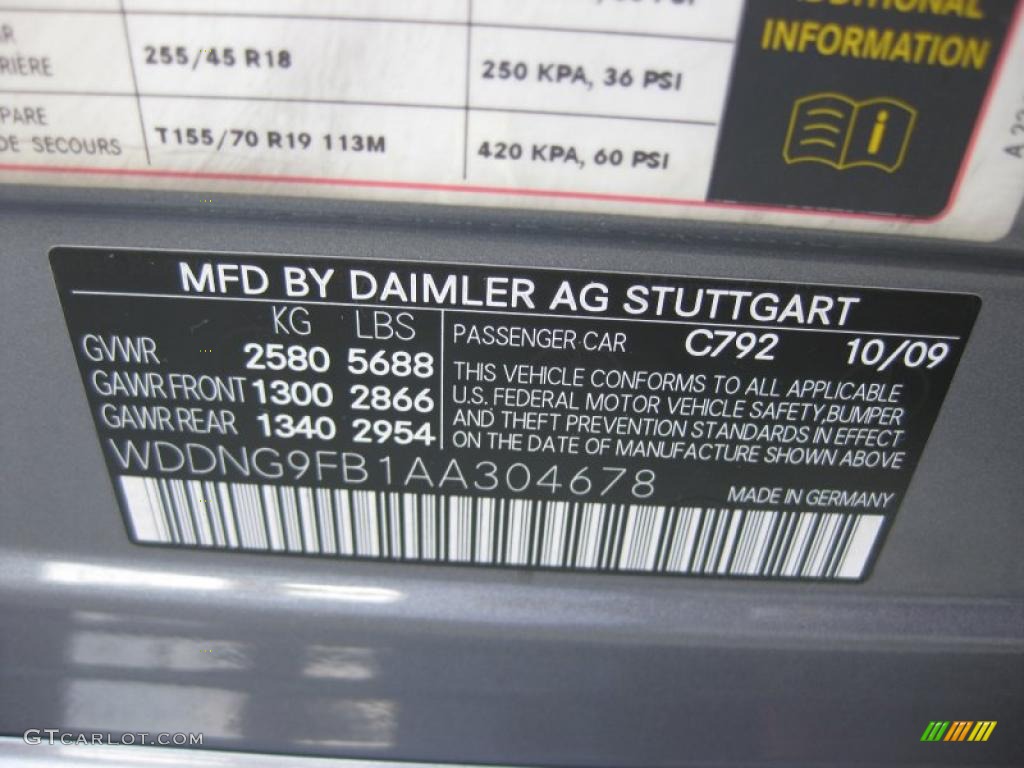 ADDITIONAL
INFORMATION
255/45 R18
250 KPA, 36 PSI
T155/70 R19 113M
420 KPA, 60 PSI
DE SECOURS
MFD BY DAIMLER AG STUTTGART
KG LBS
GVWR 2580 5688
GAWR FRONT 1300 2866
GAWR REAR 1340 2954
PASSENGER CAR C792 10/09
THIS VEHICLE CONFORMS TO ALL APPLICABLE
U.S. FEDERAL MOTOR VEHICLE SAFETY, BUMPER
AND THEFT PREVENTION STANDARDS IN EFFECT
ON THE DATE OF MANUFACTURE SHOWN ABOVE
WDDNG9FB1AA304678
MADE IN GERMANY
GTCARLOT.COM